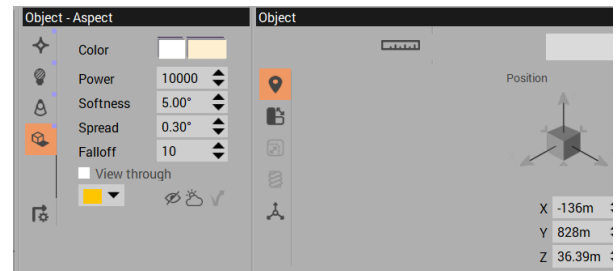 Object - Aspect
Object
Color
Power 10000
Softness 5.00°
Spread 0.30°
Falloff 10
View through
Position
X -136m
Y 828m
Z 36.39m